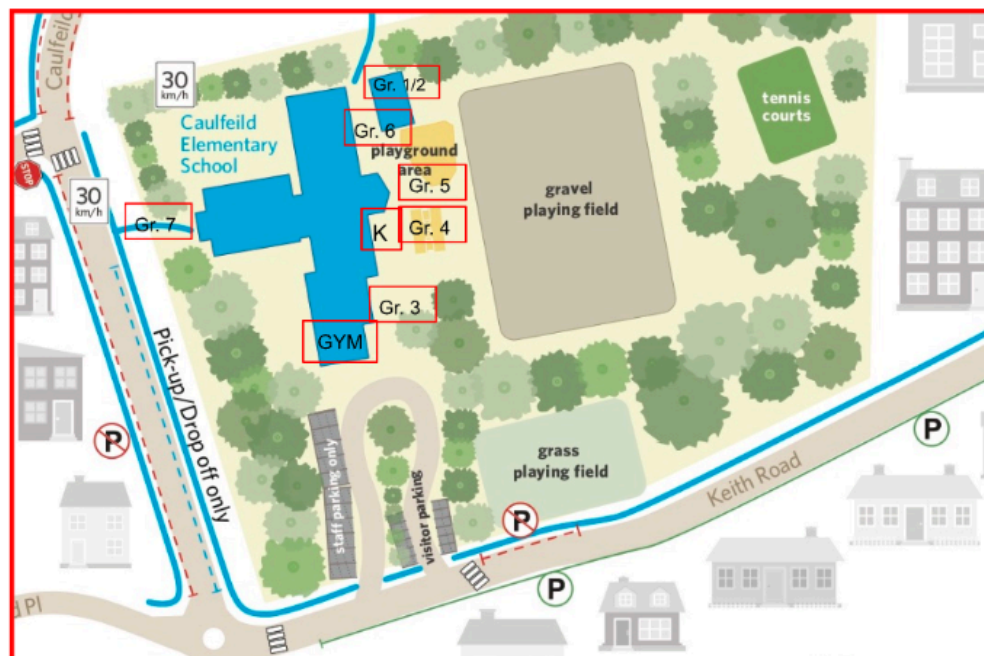 Caulfeild
30
km/h
Gr. 1/2
Caulfeild
Elementary
School
Gr. 6
playground
area
tennis
courts
STOP
30
km/h
Gr. 5
gravel
playing field
Gr. 7
K
Gr. 4
Gr. 3
GYM
Pick-up/Drop off only
P
P
staff parking only
visitor parking
grass
playing field
Keith Road
P
P
d Pl